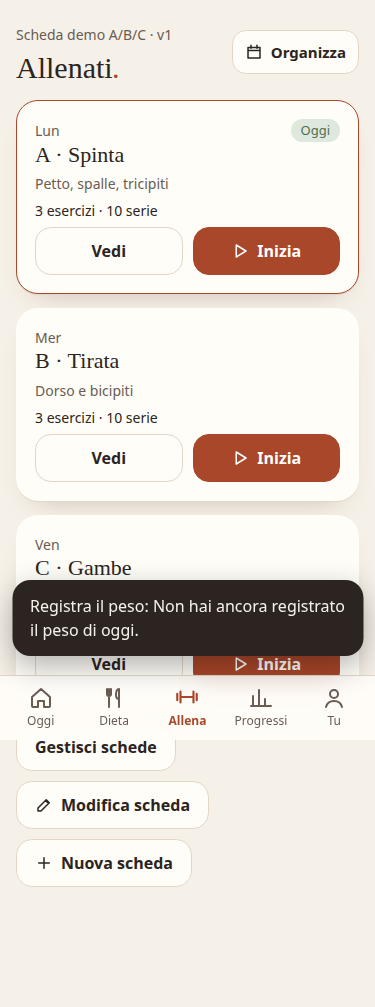 Scheda demo A/B/C · v1
Allenati.
Organizza
Lun
Oggi
A · Spinta
Petto, spalle, tricipiti
3 esercizi · 10 serie
Vedi
Inizia
Mer
B · Tirata
Dorso e bicipiti
3 esercizi · 10 serie
Vedi
Inizia
Ven
C · Gambe
Registra il peso: Non hai ancora registrato
il peso di oggi.
Vedi
Inizia
Oggi
Dieta
Allena
Progressi
Tu
Gestisci schede
Modifica scheda
Nuova scheda